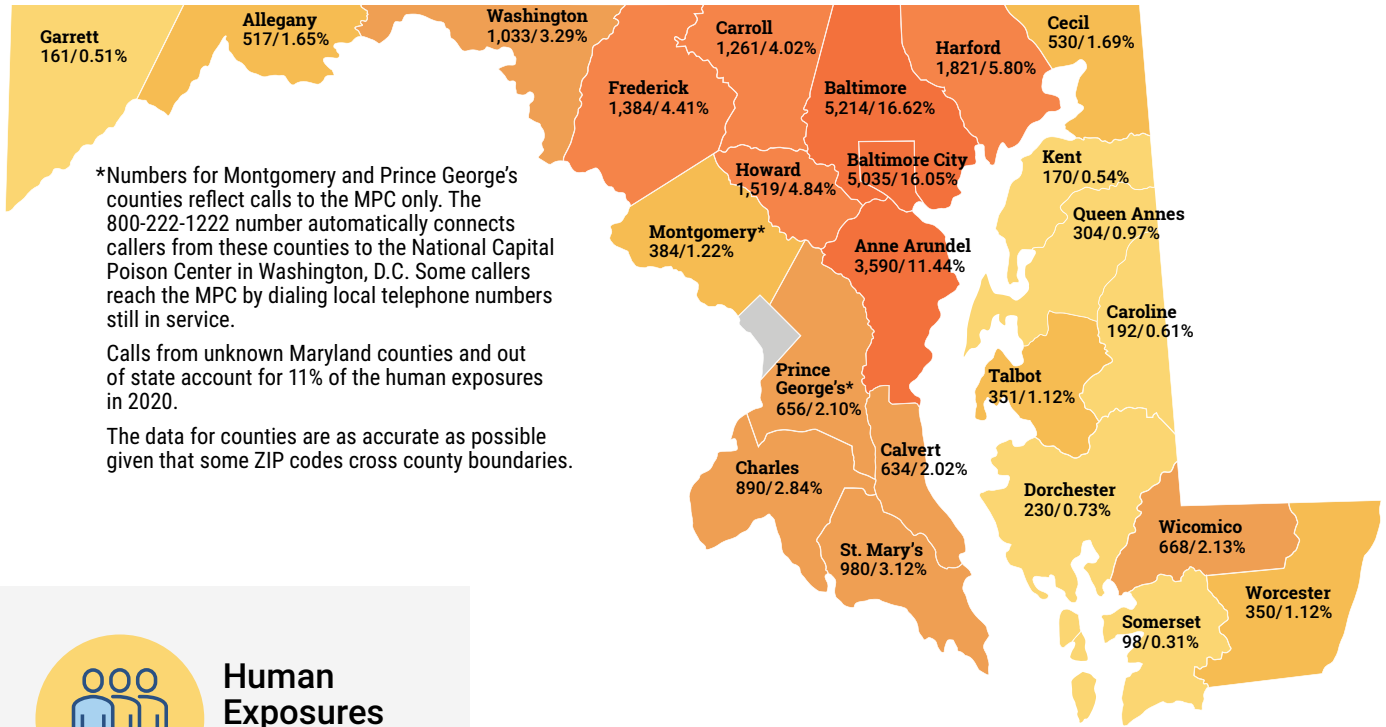 Garrett
161/0.51%
Allegany
517/1.65%
Washington
1,033/3.29%
Frederick
1,384/4.41%
Carroll
1,261/4.02%
Baltimore
5,214/16.62%
Harford
1,821/5.80%
Cecil
530/1.69%
Howard
1,519/4.84%
Baltimore City
5,035/16.05%
Kent
170/0.54%
Queen Annes
304/0.97%
Montgomery*
384/1.22%
Anne Arundel
3,590/11.44%
Caroline
192/0.61%
Talbot
351/1.12%
Prince
George's*
656/2.10%
Calvert
634/2.02%
Charles
890/2.84%
Dorchester
230/0.73%
St. Mary's
980/3.12%
Wicomico
668/2.13%
Worcester
350/1.12%
Somerset
98/0.31%
*Numbers for Montgomery and Prince George's
counties reflect calls to the MPC only. The
800-222-1222 number automatically connects
callers from these counties to the National Capital
Poison Center in Washington, D.C. Some callers
reach the MPC by dialing local telephone numbers
still in service.
Calls from unknown Maryland counties and out
of state account for 11% of the human exposures
in 2020.
The data for counties are as accurate as possible
given that some ZIP codes cross county boundaries.
Human
Exposures